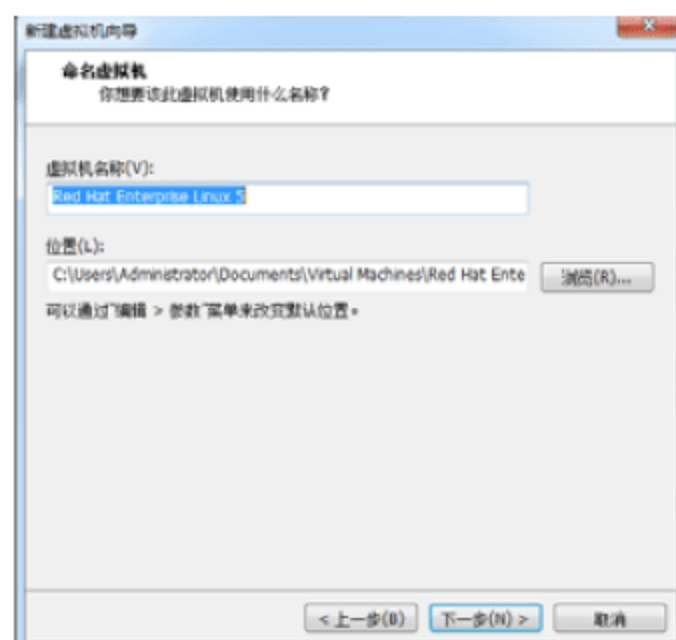 新建虚拟机向导
命名虚拟机
你想要该此虚拟机使用什么名称?
虚拟机名称(V):
Red Hat Enterprise Linux 5
位置(L):
C:\Users\Administrator\Documents\Virtual Machines\Red Hat Ente
浏览(R)...
可以通过"编辑 > 参数"菜单来改变默认位置。
< 上一步(B)
下一步(N) >
取消